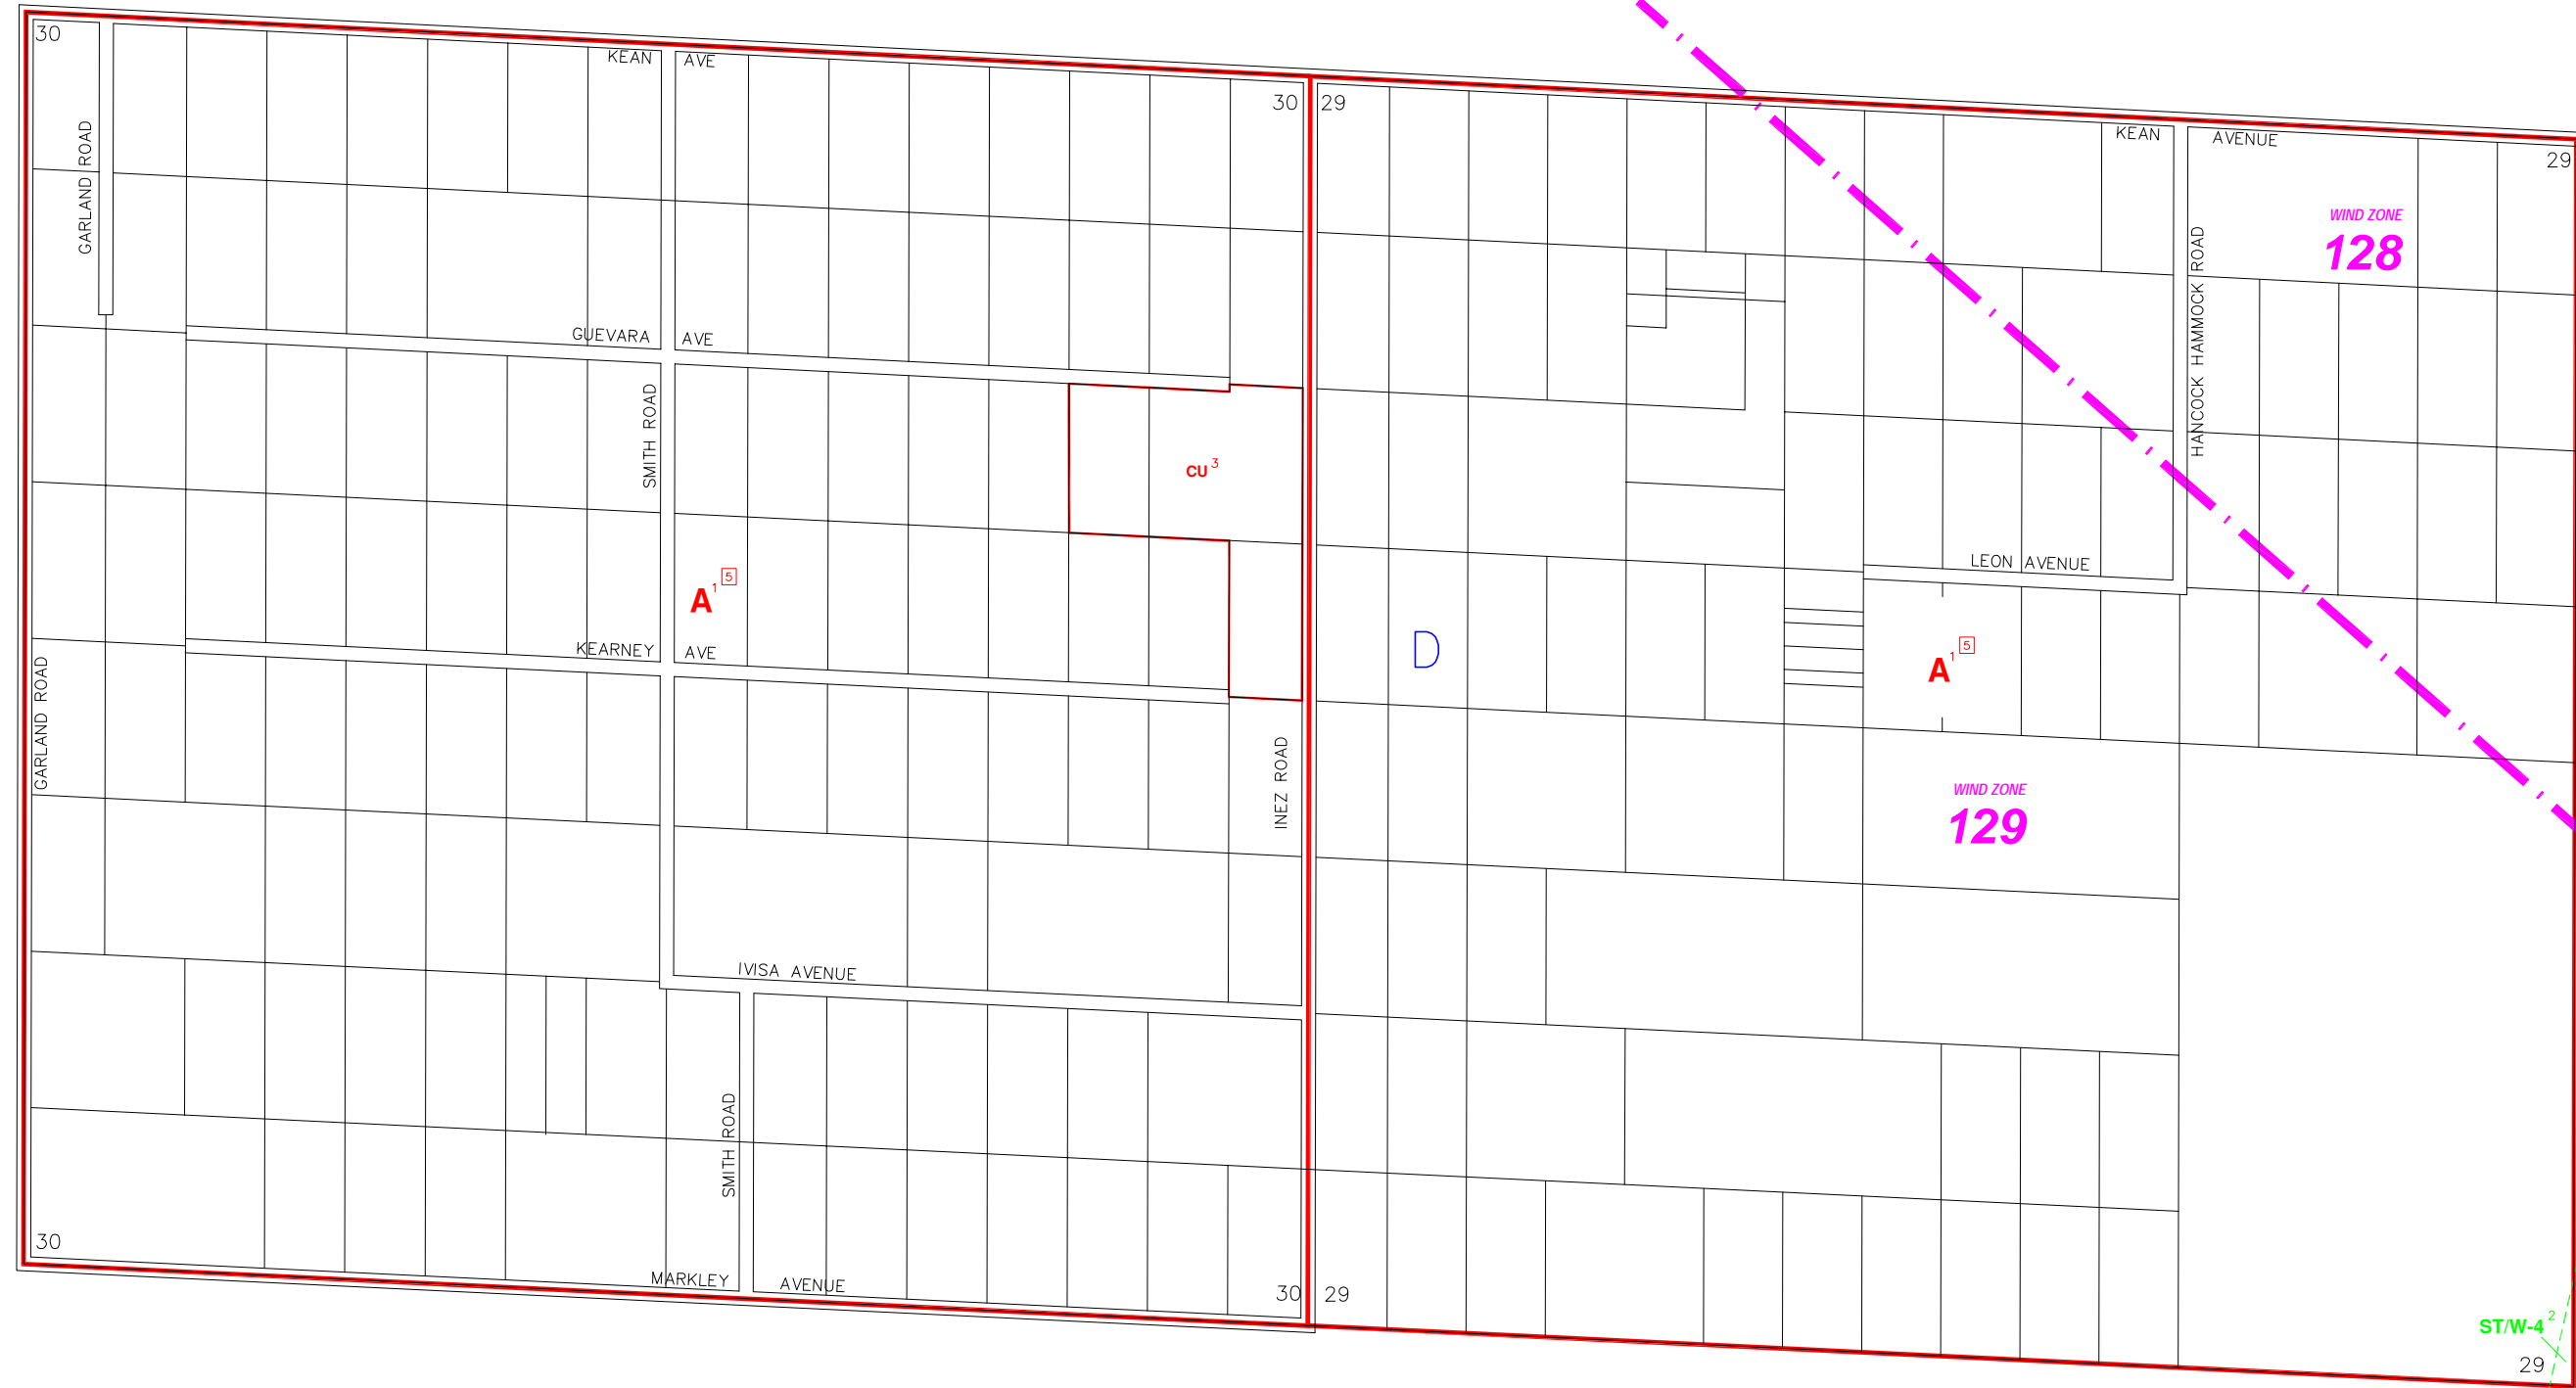 30
KEAN AVE
30
29
KEAN AVENUE
29
GARLAND ROAD
WIND ZONE
128
HANCOCK HAMMOCK ROAD
GUEVARA AVE
SMITH ROAD
CU 3
LEON AVENUE
A 1 5
KEARNEY AVE
D
A 1 5
GARLAND ROAD
INEZ ROAD
WIND ZONE
129
IVISA AVENUE
SMITH ROAD
30
MARKLEY AVENUE
30
29
ST/W-4 2
29